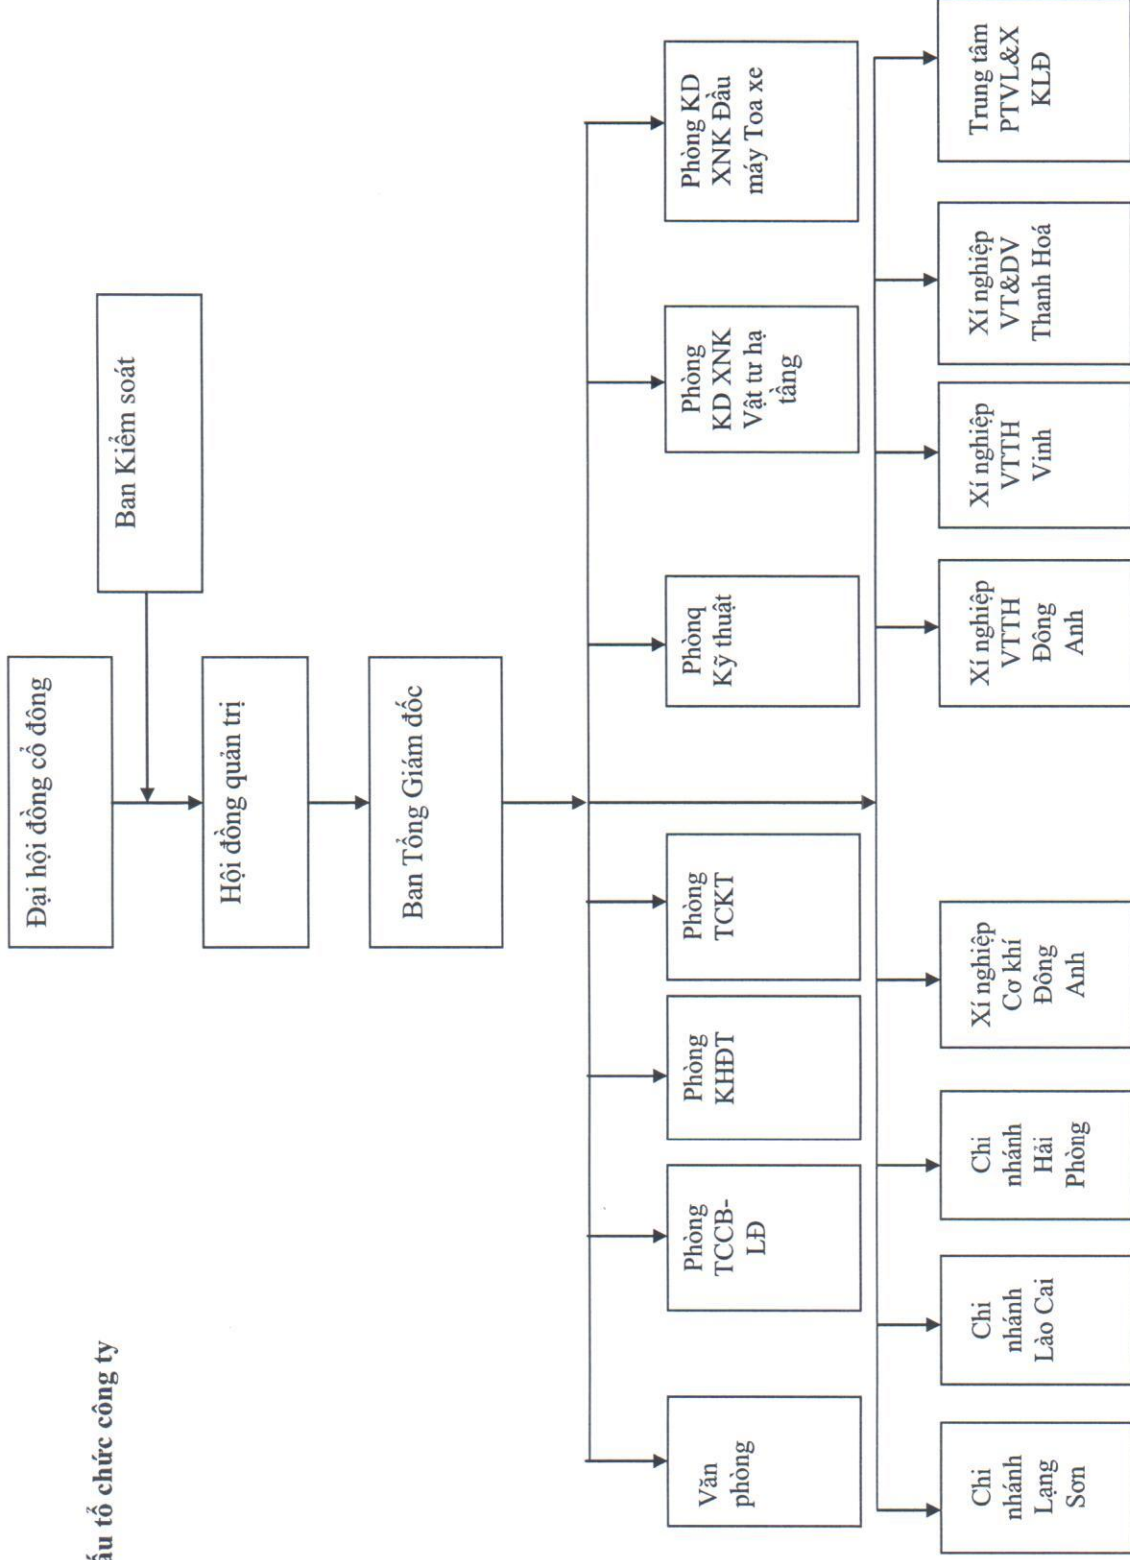 ấu tổ chức công ty
Đại hội đồng cổ đông
Ban Kiểm soát
Hội đồng quản trị
Ban Tổng Giám đốc
Văn
phòng
Phòng
TCCB-
LĐ
Phòng
KHĐT
Phòng
TCKT
Phòng
Kỹ thuật
Phòng
KD XNK
Vật tư hạ
tầng
Phòng KD
XNK Đầu
máy Toa xe
Chi
nhánh
Lạng
Sơn
Chi
nhánh
Lào Cai
Chi
nhánh
Hải
Phòng
Xí nghiệp
Cơ khí
Đông
Anh
Xí nghiệp
VTTH
Đông
Anh
Xí nghiệp
VTTH
Vinh
Xí nghiệp
VT&DV
Thanh Hoá
Trung tâm
PTVL&X
KLĐ